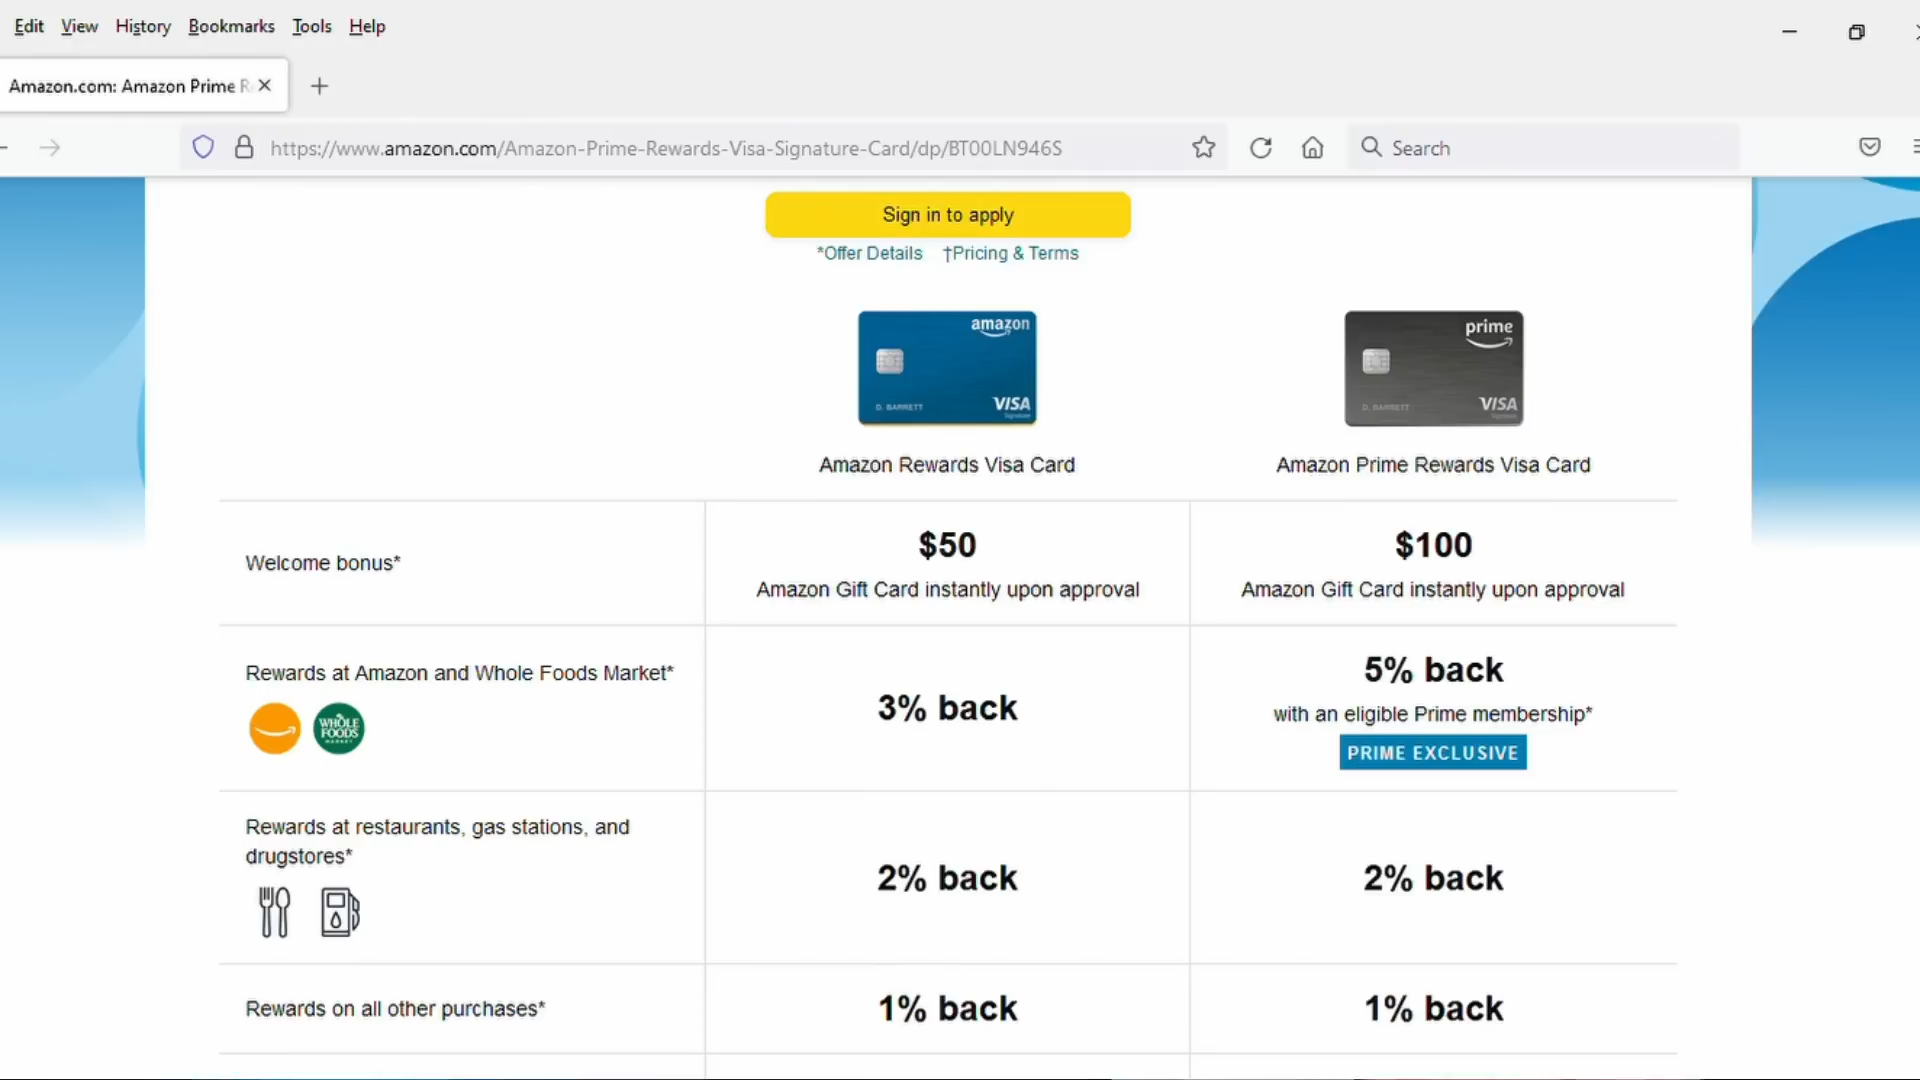 Edit View History Bookmarks Tools Help
Amazon.com: Amazon Prime R
https://www.amazon.com/Amazon-Prime-Rewards-Visa-Signature-Card/dp/BT00LN946S
Search
Sign in to apply
*Offer Details †Pricing & Terms
amazon
D. BARRETT
VISA
Signature
prime
D. BARRETT
VISA
Signature
Amazon Rewards Visa Card
Amazon Prime Rewards Visa Card
Welcome bonus*
$50
Amazon Gift Card instantly upon approval
$100
Amazon Gift Card instantly upon approval
Rewards at Amazon and Whole Foods Market*
WHOLE
FOODS
MARKET
3% back
5% back
with an eligible Prime membership*
PRIME EXCLUSIVE
Rewards at restaurants, gas stations, and
drugstores*
2% back
2% back
Rewards on all other purchases*
1% back
1% back